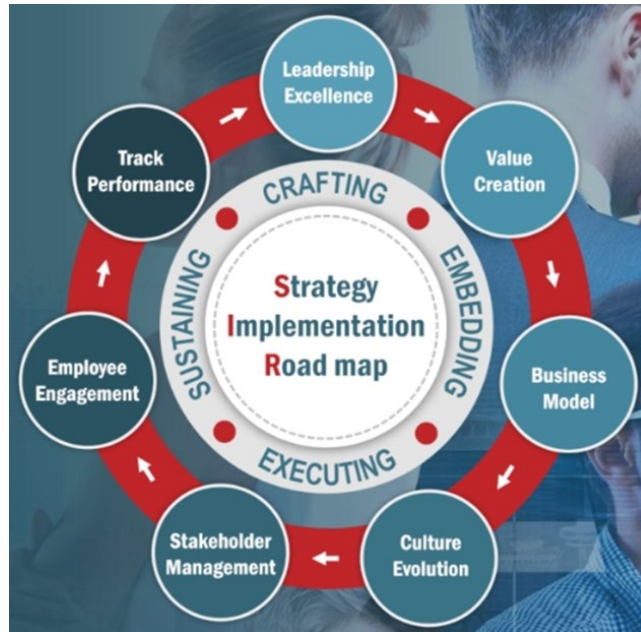 Leadership
Excellence
Value
Creation
Business
Model
Culture
Evolution
Stakeholder
Management
Employee
Engagement
Track
Performance
CRAFTING
EMBEDDING
EXECUTING
SUSTAINING
Strategy
Implementation
Road map